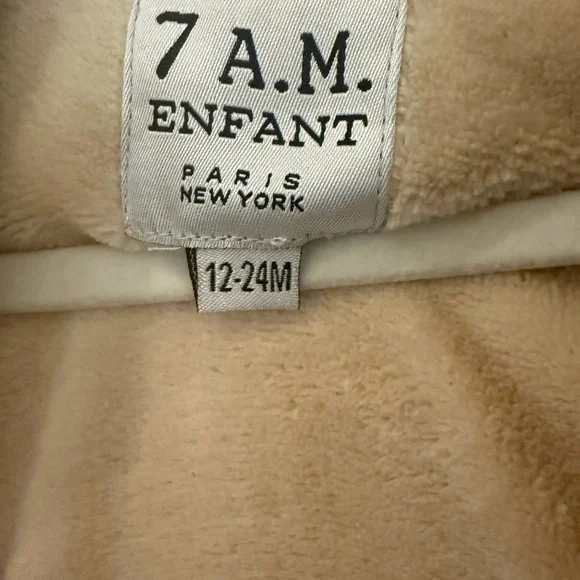 7 A.M.
ENFANT
PARIS
NEW YORK
12-24M